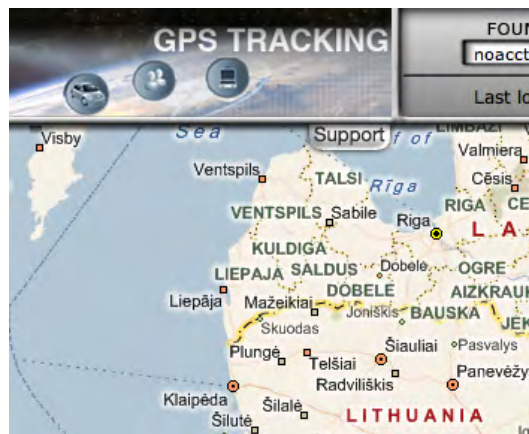 GPS TRACKING
FOUN
noacct
Last lo
Visby
Sea
Support
f of
LIMBAZI
Valmiera
Ventspils
TALSI
Cēsis
Rīga
RIGA
CE
VENTSPILS
Sabile
Riga
L A
KULDIGA
LIEPAJA
SALDUS
Dobele
OGRE
Liepāja
DOBELE
AIZKRAUK
Mažeikiai
Joniškis
BAUSKA
JEK
Skuodas
Plungė
Telšiai
Šiauliai
Pasvalys
Radviliškis
Panevėžy
Klaipėda
Šilalė
Šilutė
LITHUANIA